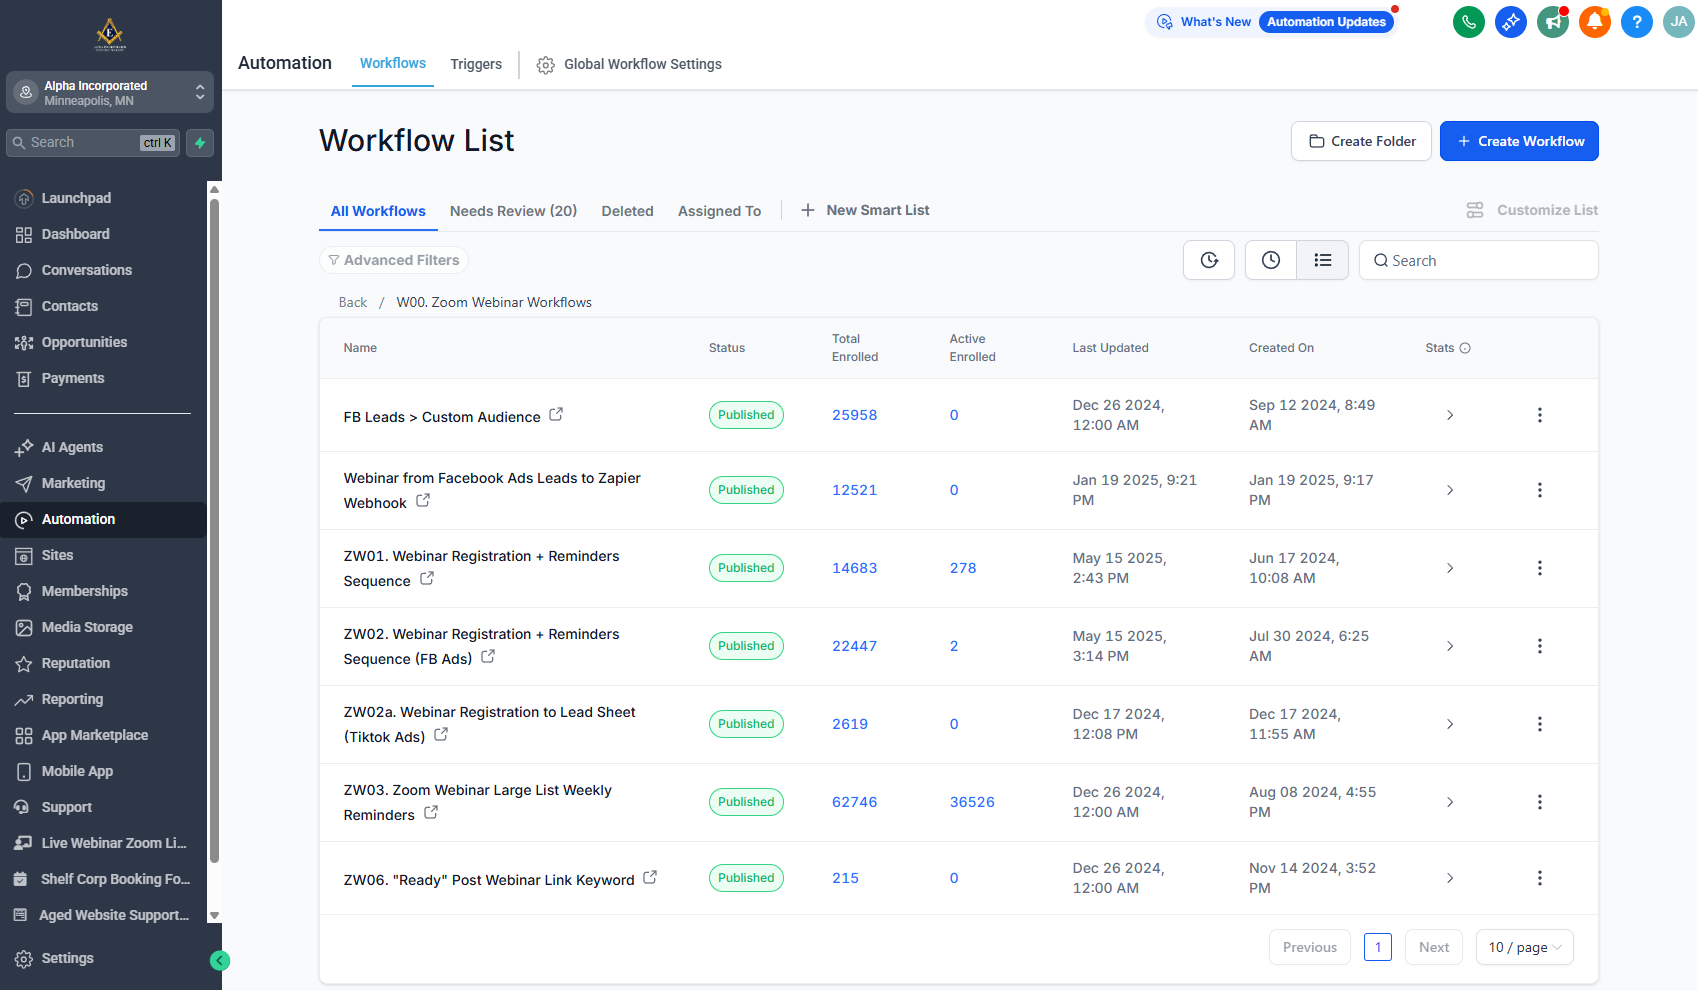 What's New
Automation Updates
JA
Automation
Workflows
Triggers
Global Workflow Settings
Alpha Incorporated
Minneapolis, MN
Search
ctrl K
Launchpad
Dashboard
Conversations
Contacts
Opportunities
Payments
AI Agents
Marketing
Automation
Sites
Memberships
Media Storage
Reputation
Reporting
App Marketplace
Mobile App
Support
Live Webinar Zoom Li...
Shelf Corp Booking Fo...
Aged Website Support...
Settings
Workflow List
Create Folder
+ Create Workflow
All Workflows
Needs Review (20)
Deleted
Assigned To
+ New Smart List
Customize List
Advanced Filters
Search
Back / W00. Zoom Webinar Workflows
Name
Status
Total
Enrolled
Active
Enrolled
Last Updated
Created On
Stats
FB Leads > Custom Audience
Published
25958
0
Dec 26 2024,
12:00 AM
Sep 12 2024, 8:49
AM
Webinar from Facebook Ads Leads to Zapier
Webhook
Published
12521
0
Jan 19 2025, 9:21
PM
Jan 19 2025, 9:17
PM
ZW01. Webinar Registration + Reminders
Sequence
Published
14683
278
May 15 2025,
2:43 PM
Jun 17 2024,
10:08 AM
ZW02. Webinar Registration + Reminders
Sequence (FB Ads)
Published
22447
2
May 15 2025,
3:14 PM
Jul 30 2024, 6:25
AM
ZW02a. Webinar Registration to Lead Sheet
(Tiktok Ads)
Published
2619
0
Dec 17 2024,
12:08 PM
Dec 17 2024,
11:55 AM
ZW03. Zoom Webinar Large List Weekly
Reminders
Published
62746
36526
Dec 26 2024,
12:00 AM
Aug 08 2024, 4:55
PM
ZW06. "Ready" Post Webinar Link Keyword
Published
215
0
Dec 26 2024,
12:00 AM
Nov 14 2024, 3:52
PM
Previous
1
Next
10 / page